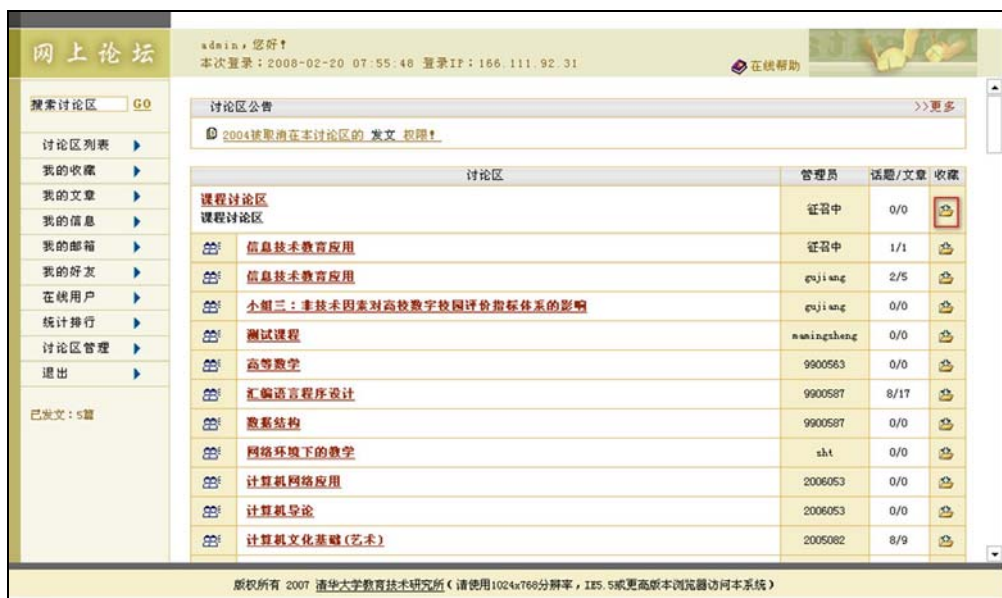 网上论坛
admin，您好！
本次登录：2008-02-20 07:55:48 登录IP：166.111.92.31
在线帮助
搜索讨论区 GO
讨论区列表
我的收藏
我的文章
我的信息
我的邮箱
我的好友
在线用户
统计排行
讨论区管理
退出
已发文：5篇
讨论区公告 >>更多
2004被取消在本讨论区的 发文 权限！
讨论区 管理员 话题/文章 收藏
课程讨论区
课程讨论区 征召中 0/0
信息技术教育应用 征召中 1/1
信息技术教育应用 gujiang 2/5
小组三：非技术因素对高校数字校园评价指标体系的影响 gujiang 0/0
测试课程 mamingsheng 0/0
高等数学 9900563 0/0
汇编语言程序设计 9900587 8/17
数据结构 9900587 0/0
网络环境下的教学 sht 0/0
计算机网络应用 2006053 0/0
计算机导论 2006053 0/0
计算机文化基础(艺术) 2005082 8/9
版权所有 2007 清华大学教育技术研究所（请使用1024x768分辨率，IE5.5或更高版本浏览器访问本系统）